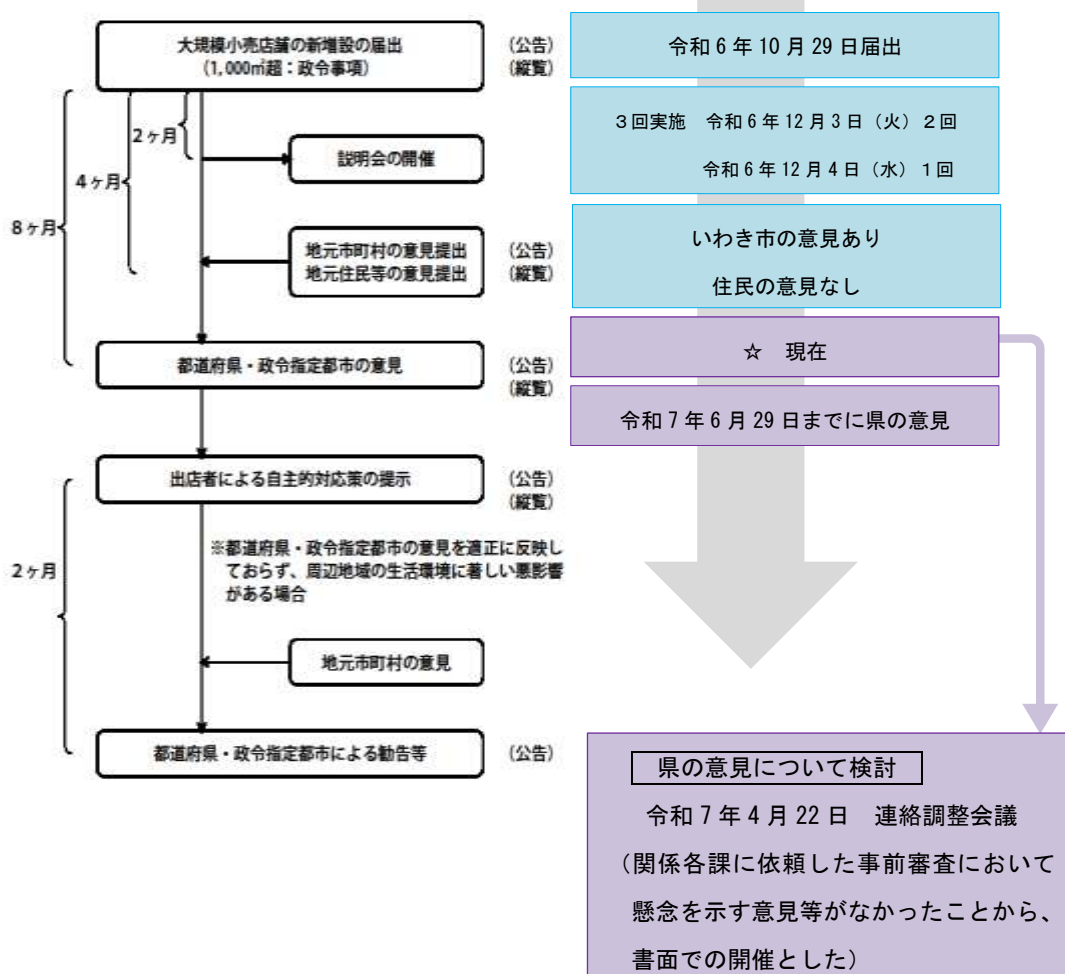 大規模小売店舗の新増設の届出
(1,000㎡超：政令事項)
(公告)
(縦覧)
2ヶ月
説明会の開催
4ヶ月
8ヶ月
地元市町村の意見提出
地元住民等の意見提出
(公告)
(縦覧)
都道府県・政令指定都市の意見
(公告)
(縦覧)
出店者による自主的対応策の提示
(公告)
(縦覧)
※都道府県・政令指定都市の意見を適正に反映し
ておらず、周辺地域の生活環境に著しい悪影響
がある場合
2ヶ月
地元市町村の意見
都道府県・政令指定都市による勧告等
(公告)
令和6年10月29日届出
3回実施　令和6年12月3日（火）2回
令和6年12月4日（水）1回
いわき市の意見あり
住民の意見なし
☆　現在
令和7年6月29日までに県の意見
県の意見について検討
令和7年4月22日　連絡調整会議
（関係各課に依頼した事前審査において
懸念を示す意見等がなかったことから、
書面での開催とした）